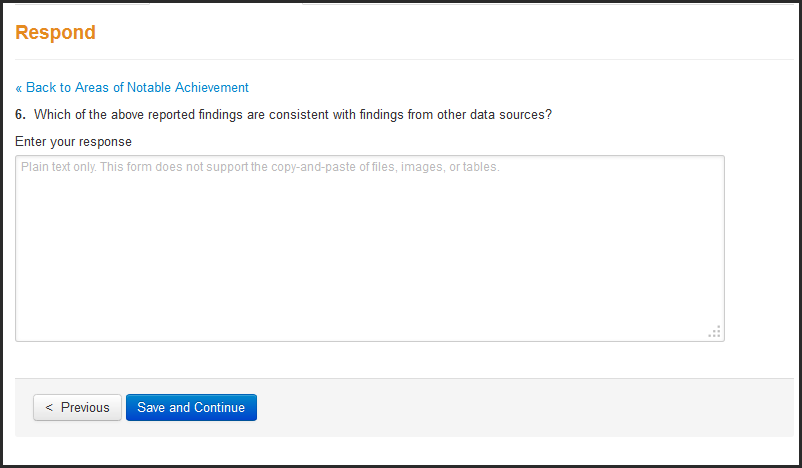 Respond
« Back to Areas of Notable Achievement
6. Which of the above reported findings are consistent with findings from other data sources?
Enter your response
Plain text only. This form does not support the copy-and-paste of files, images, or tables.
< Previous Save and Continue